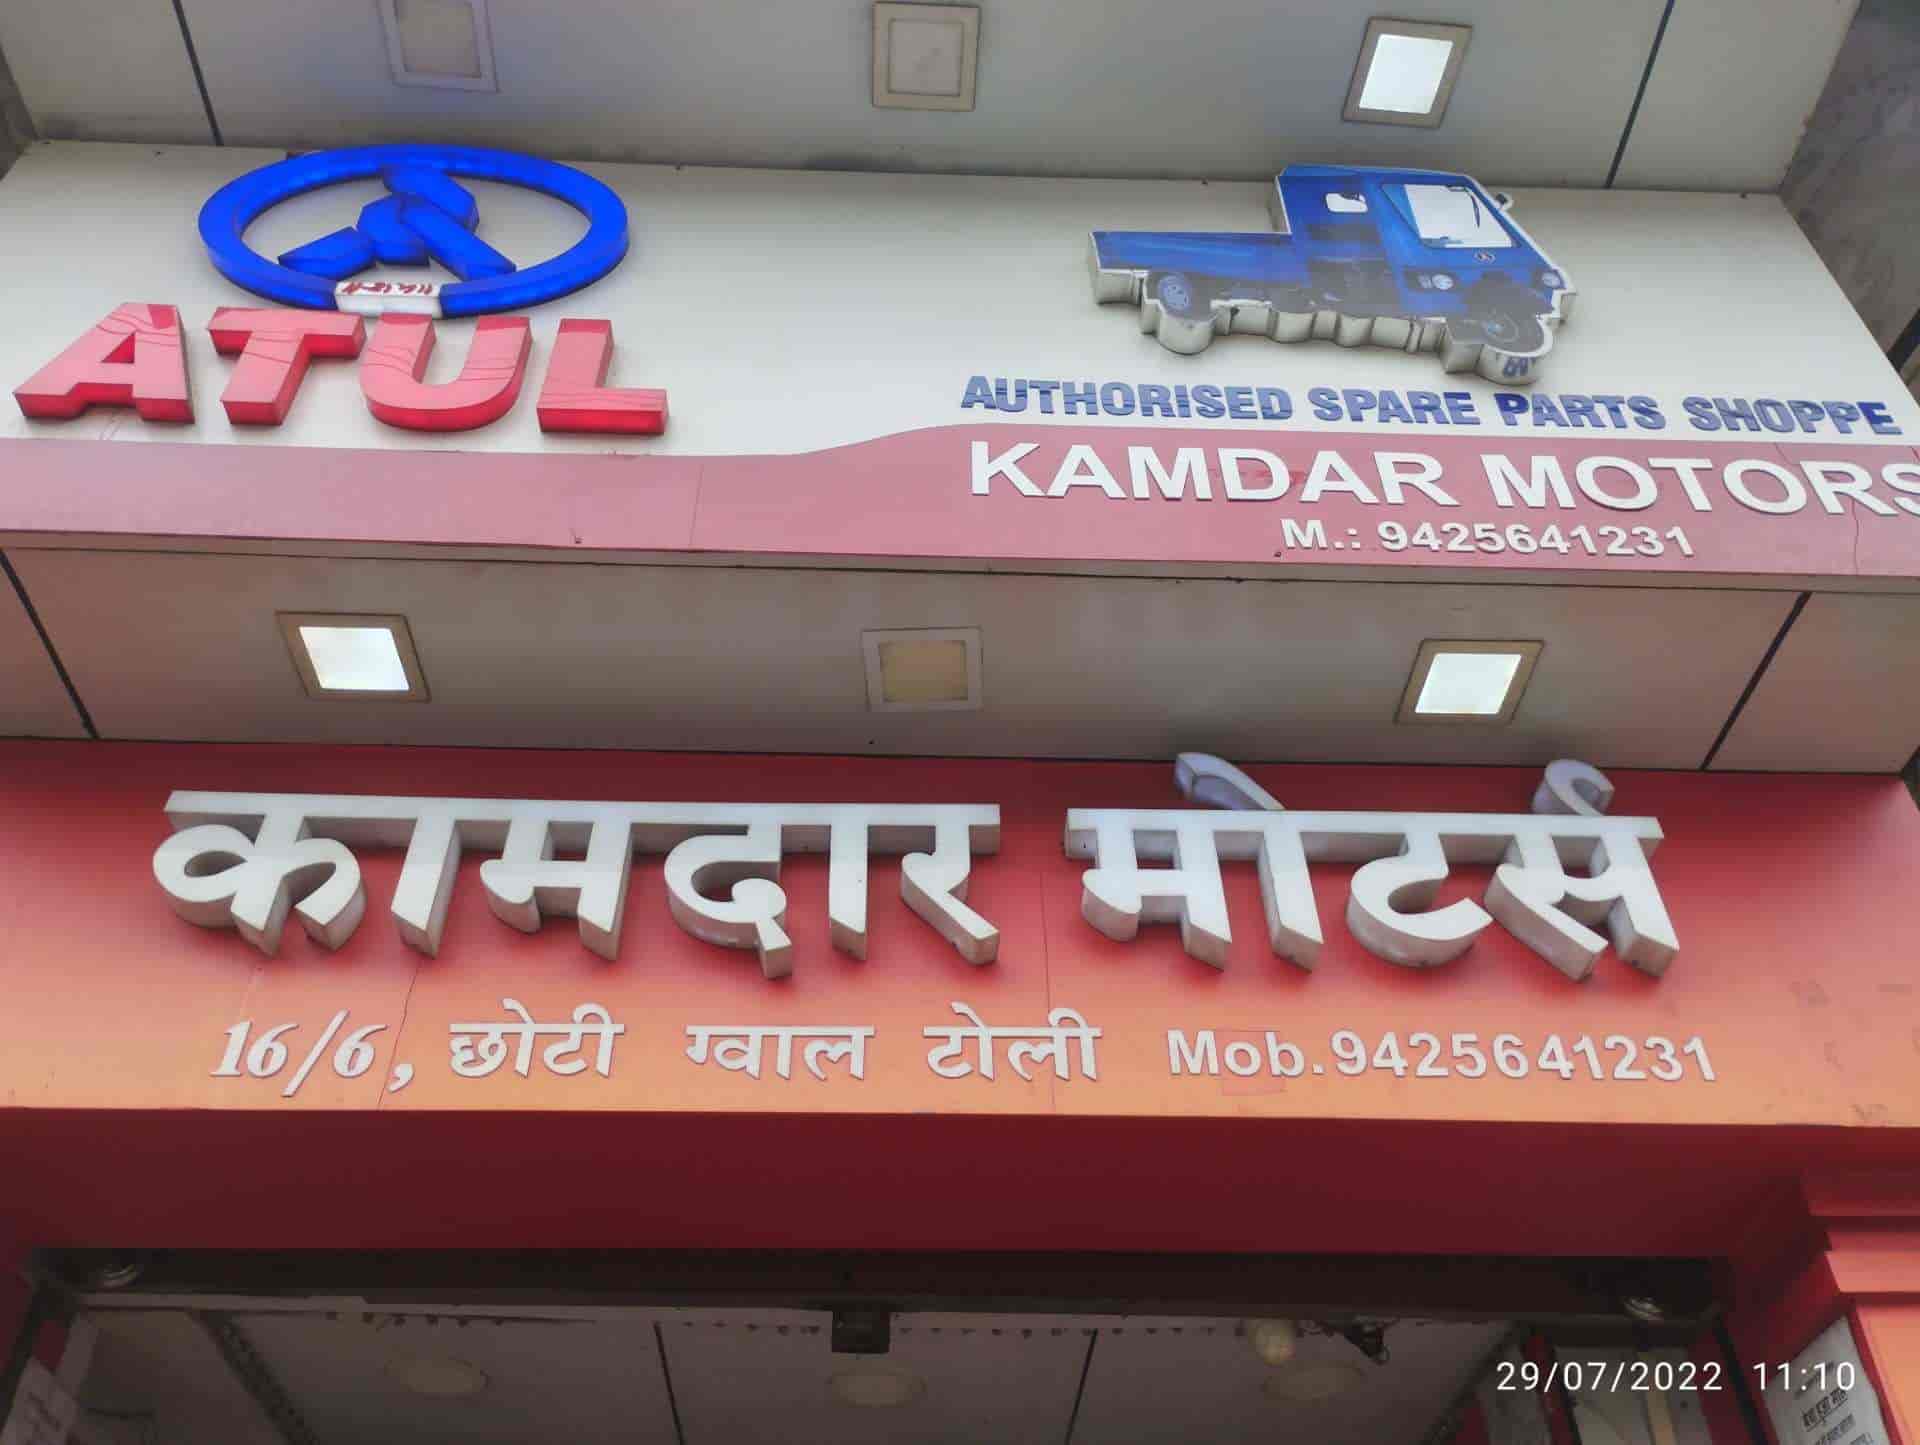 ATUL
AUTHORISED SPARE PARTS SHOPPE
KAMDAR MOTORS
M.: 9425641231
कामदार मोटर्स
16/6, छोटी ग्वाल टोली Mob.9425641231
29/07/2022 11:10